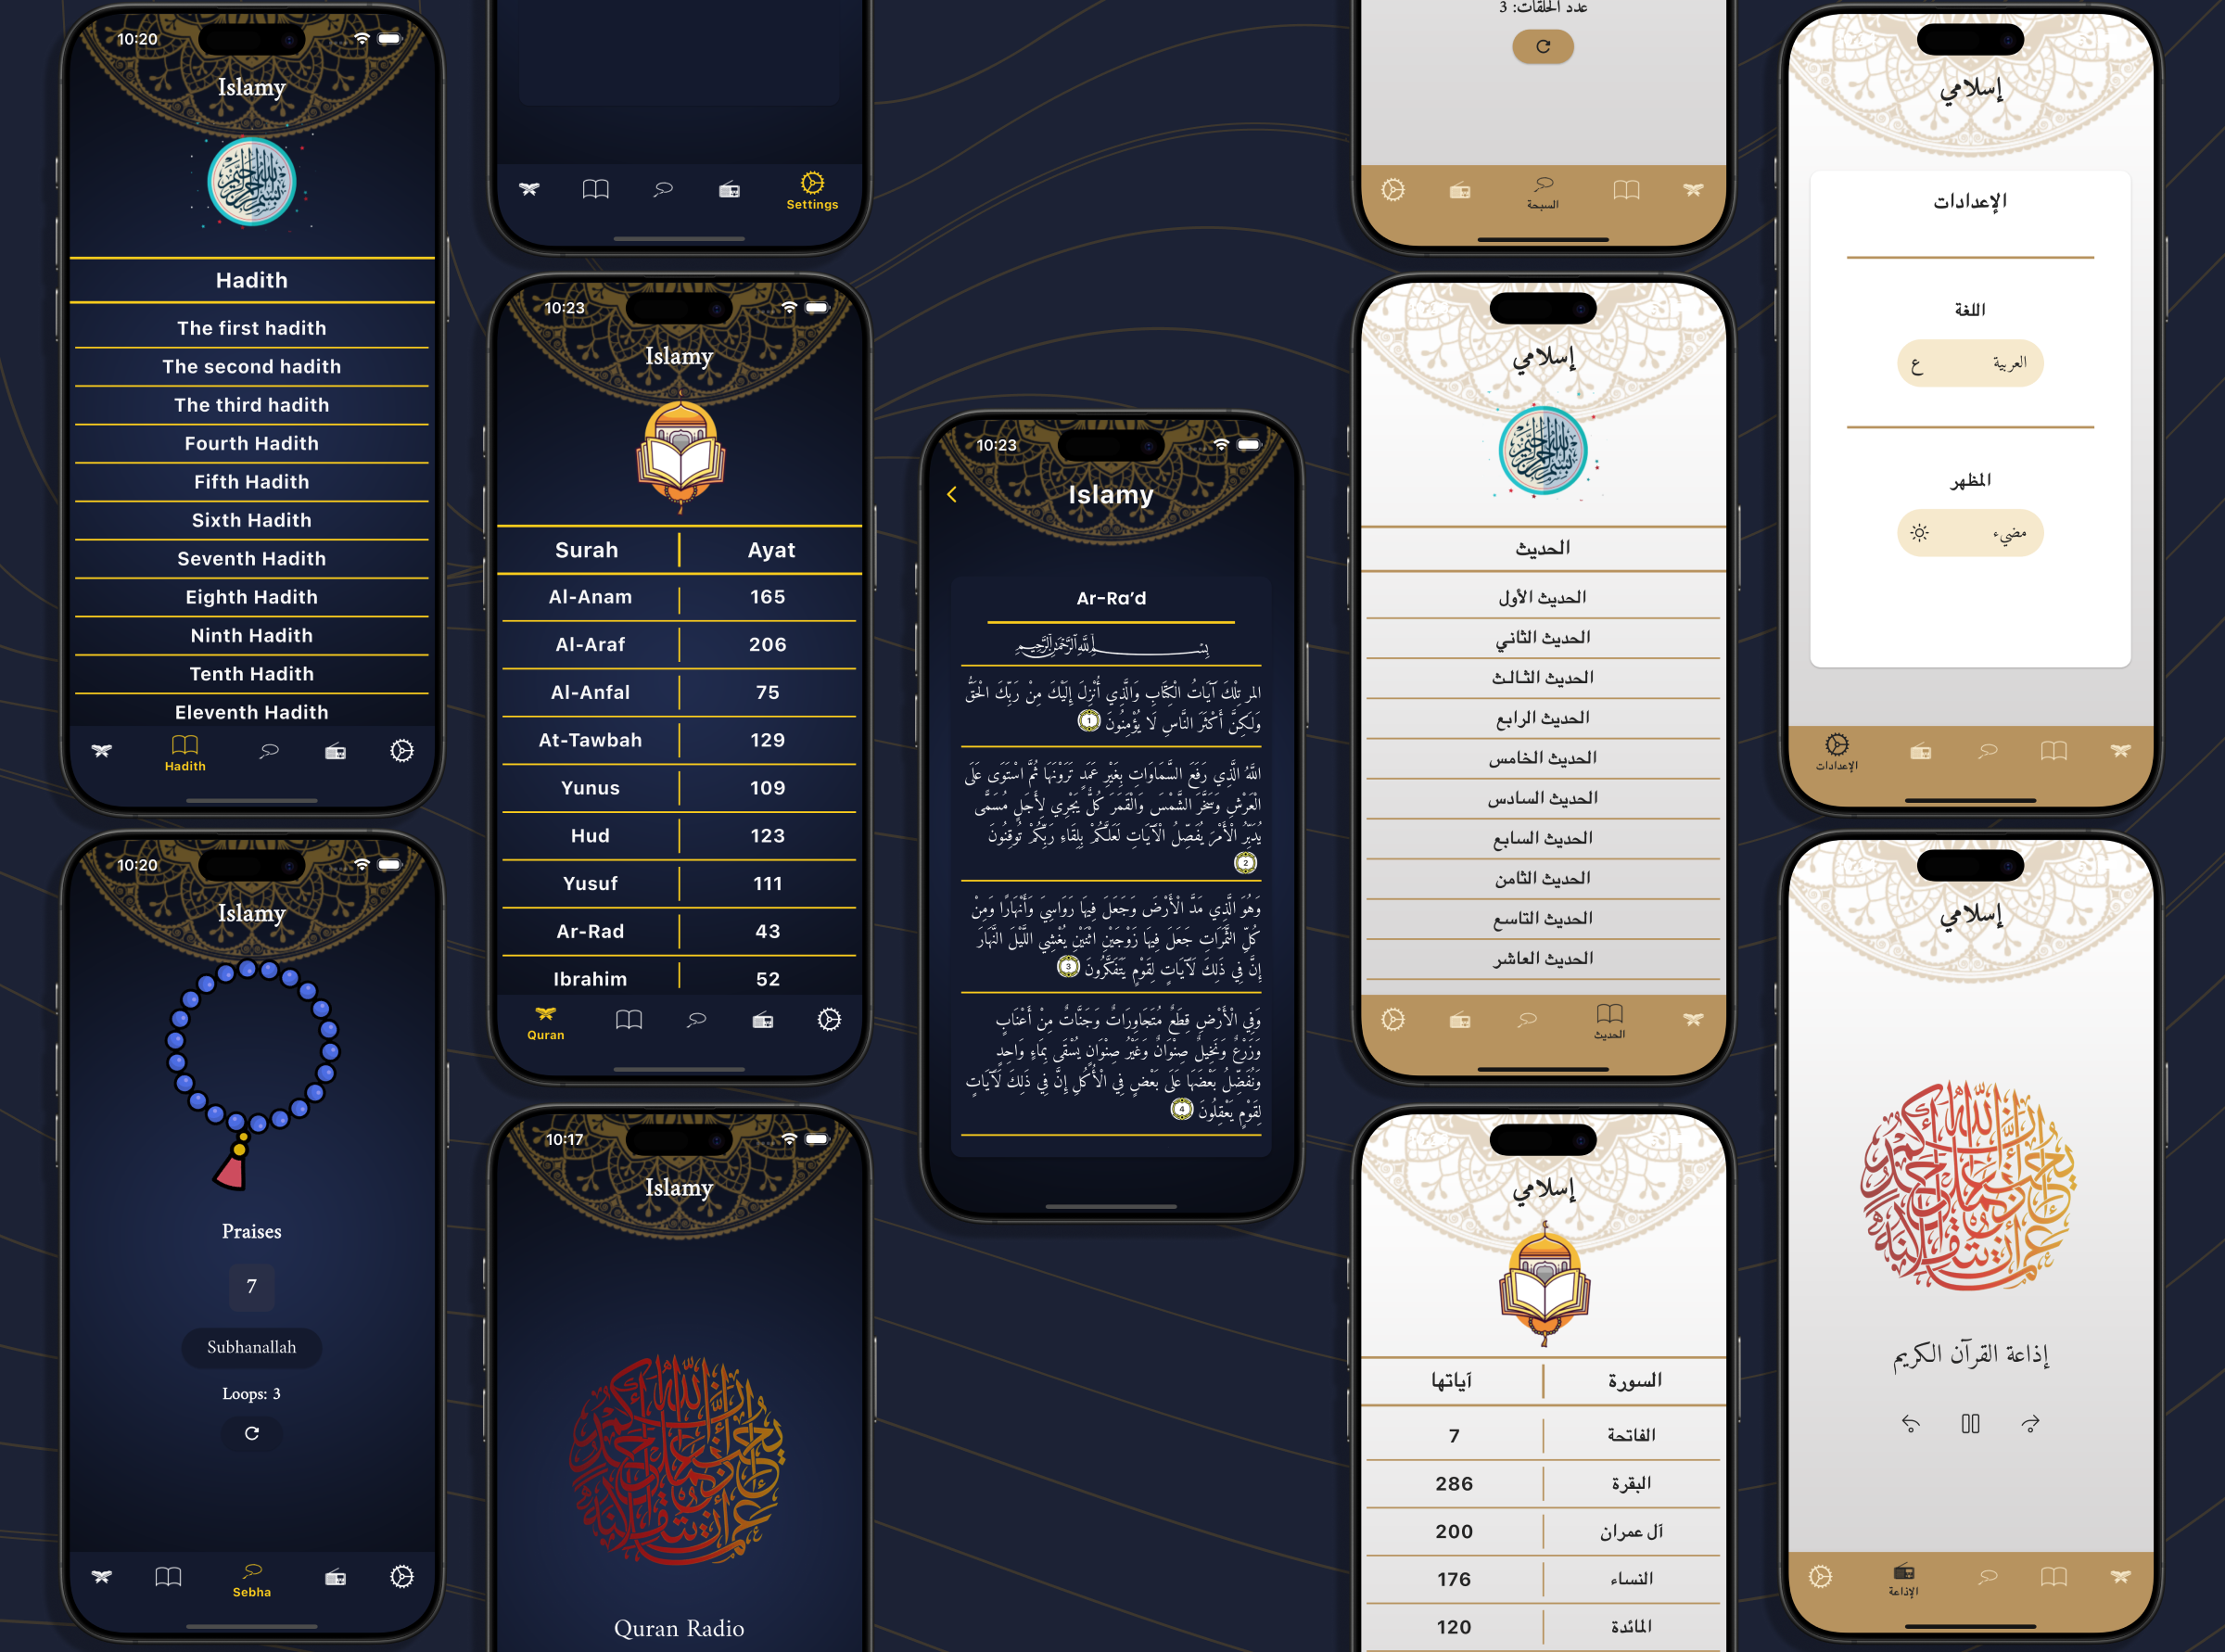 10:20
Islamy
Hadith
The first hadith
The second hadith
The third hadith
Fourth Hadith
Fifth Hadith
Sixth Hadith
Seventh Hadith
Eighth Hadith
Ninth Hadith
Tenth Hadith
Eleventh Hadith
Hadith
10:20
Islamy
Praises
7
Subhanallah
Loops: 3
Sebha
Settings
10:23
Islamy
Surah Ayat
Al-Anam 165
Al-Araf 206
Al-Anfal 75
At-Tawbah 129
Yunus 109
Hud 123
Yusuf 111
Ar-Rad 43
Ibrahim 52
Quran
10:17
Islamy
Quran Radio
10:23
Islamy
Ar-Ra’d
بِسْمِ اللَّهِ الرَّحْمَٰنِ الرَّحِيمِ
المر تِلْكَ آيَاتُ الْكِتَابِ وَالَّذِي أُنْزِلَ إِلَيْكَ مِنْ رَبِّكَ الْحَقُّ
وَلَكِنَّ أَكْثَرَ النَّاسِ لَا يُؤْمِنُونَ 1
اللَّهُ الَّذِي رَفَعَ السَّمَاوَاتِ بِغَيْرِ عَمَدٍ تَرَوْنَهَا ثُمَّ اسْتَوَى عَلَى
الْعَرْشِ وَسَخَّرَ الشَّمْسَ وَالْقَمَرَ كُلٌّ يَجْرِي لِأَجَلٍ مُسَمًّى
يُدَبِّرُ الْأَمْرَ يُفَصِّلُ الْآيَاتِ لَعَلَّكُمْ بِلِقَاءِ رَبِّكُمْ تُوقِنُونَ
2
وَهُوَ الَّذِي مَدَّ الْأَرْضَ وَجَعَلَ فِيهَا رَوَاسِيَ وَأَنْهَارًا وَمِنْ
كُلِّ الثَّمَرَاتِ جَعَلَ فِيهَا زَوْجَيْنِ اثْنَيْنِ يُغْشِي اللَّيْلَ النَّهَارَ
إِنَّ فِي ذَلِكَ لَآيَاتٍ لِقَوْمٍ يَتَفَكَّرُونَ 3
وَفِي الْأَرْضِ قِطَعٌ مُتَجَاوِرَاتٌ وَجَنَّاتٌ مِنْ أَعْنَابٍ
وَزَرْعٌ وَنَخِيلٌ صِنْوَانٌ وَغَيْرُ صِنْوَانٍ يُسْقَى بِمَاءٍ وَاحِدٍ
وَنُفَضِّلُ بَعْضَهَا عَلَى بَعْضٍ فِي الْأُكُلِ إِنَّ فِي ذَلِكَ لَآيَاتٍ
لِقَوْمٍ يَعْقِلُونَ 4
عدد الحلقات: 3
السبحة
إسلامي
الحديث
الحديث الأول
الحديث الثاني
الحديث الثالث
الحديث الرابع
الحديث الخامس
الحديث السادس
الحديث السابع
الحديث الثامن
الحديث التاسع
الحديث العاشر
الحديث
إسلامي
السورة آياتها
الفاتحة 7
البقرة 286
آل عمران 200
النساء 176
المائدة 120
إسلامي
الإعدادات
اللغة
العربية ع
المظهر
مضيء
الإعدادات
إسلامي
إذاعة القرآن الكريم
الإذاعة